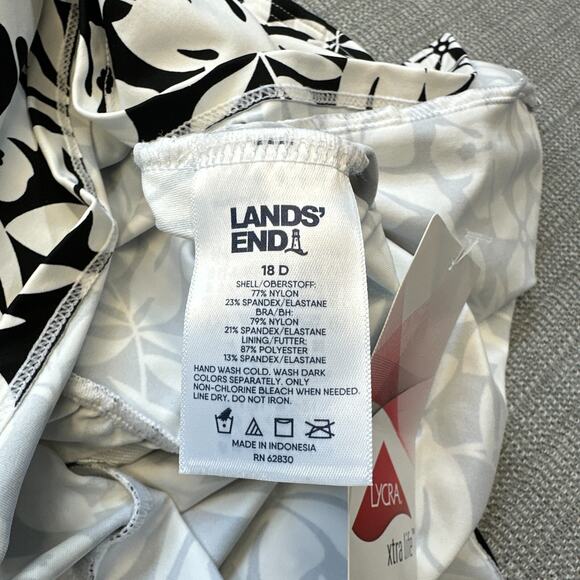 LANDS'
END
18 D
SHELL/OBERSTOFF:
77% NYLON
23% SPANDEX/ELASTANE
BRA/BH:
79% NYLON
21% SPANDEX/ELASTANE
LINING/FUTTER:
87% POLYESTER
13% SPANDEX/ELASTANE
HAND WASH COLD. WASH DARK
COLORS SEPARATELY. ONLY
NON-CHLORINE BLEACH WHEN NEEDED.
LINE DRY. DO NOT IRON.
MADE IN INDONESIA
RN 62830
LYCRA
xtra life™